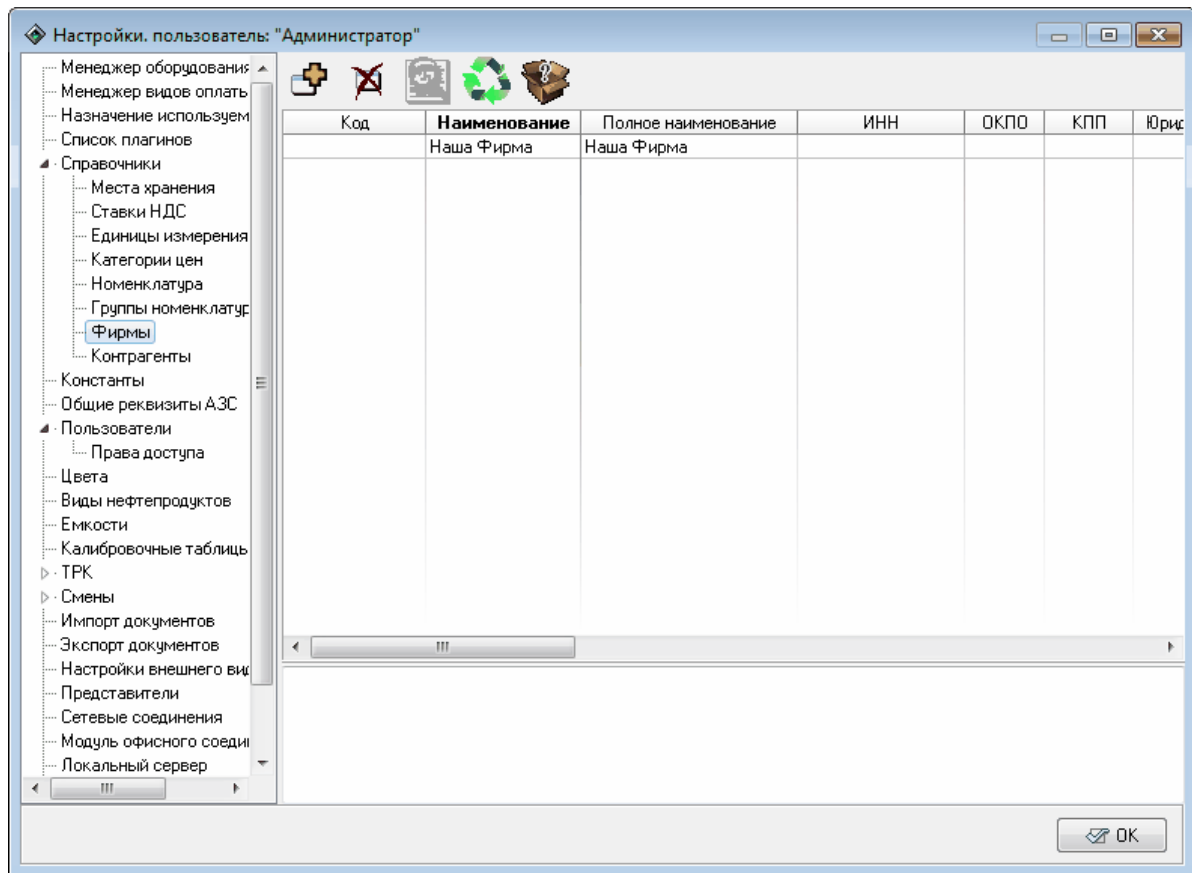 Настройки. пользователь: "Администратор"
Менеджер оборудования
Менеджер видов оплать
Назначение используем
Список плагинов
Справочники
Места хранения
Ставки НДС
Единицы измерения
Категории цен
Номенклатура
Группы номенклатур
Фирмы
Контрагенты
Константы
Общие реквизиты АЗС
Пользователи
Права доступа
Цвета
Виды нефтепродуктов
Емкости
Калибровочные таблиць
ТРК
Смены
Импорт документов
Экспорт документов
Настройки внешнего вид
Представители
Сетевые соединения
Модуль офисного соеди
Локальный сервер
Код Наименование Полное наименование ИНН ОКПО КПП Юрид
Наша Фирма Наша Фирма
OK